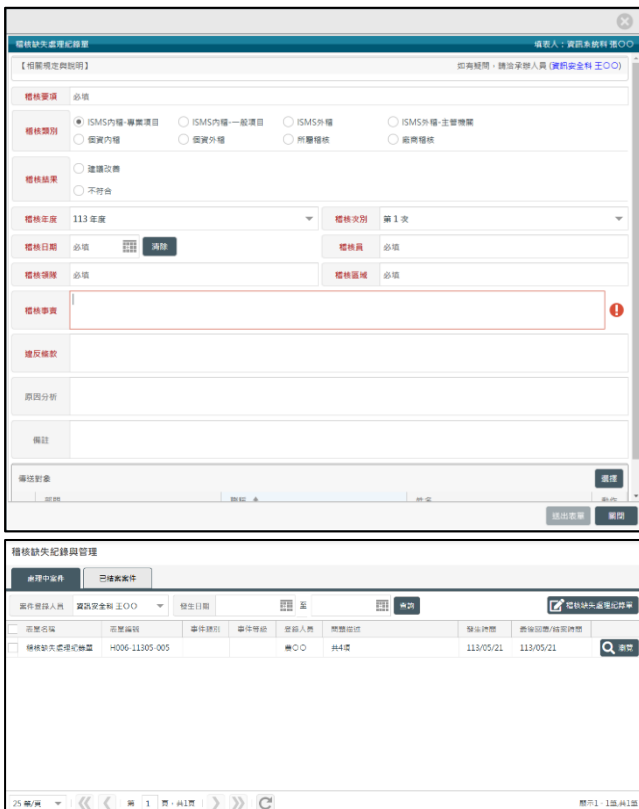 稽核缺失處理紀錄單 填表人：資訊系統科 張○○
【相關規定與說明】 如有疑問，請洽承辦人員 (資訊安全科 王○○)
稽核要項 必填
稽核類別 ISMS內稽-專案項目 ISMS內稽-一般項目 ISMS外稽 ISMS外稽-主管機關
個資內稽 個資外稽 所屬稽核 廠商稽核
稽核結果 建議改善
不符合
稽核年度 113 年度 稽核次別 第 1 次
稽核日期 必填 清除 稽核員 必填
稽核領隊 必填 稽核區域 必填
稽核事實
違反條款
原因分析
備註
傳送對象 選擇
部門 職稱 姓名 動作
送出表單 關閉
稽核缺失紀錄與管理
處理中案件 已結案案件
案件登錄人員 資訊安全科 王○○ 發生日期 至 查詢 稽核缺失處理紀錄單
表單名稱 表單編號 事件類別 事件等級 登錄人員 問題描述 發生時間 最後回覆/結案時間
稽核缺失處理紀錄單 H006-11305-005 ○○ 共4項 113/05/21 113/05/21 瀏覽
25 筆/頁 第 1 頁，共1頁 顯示1 - 1筆,共1筆